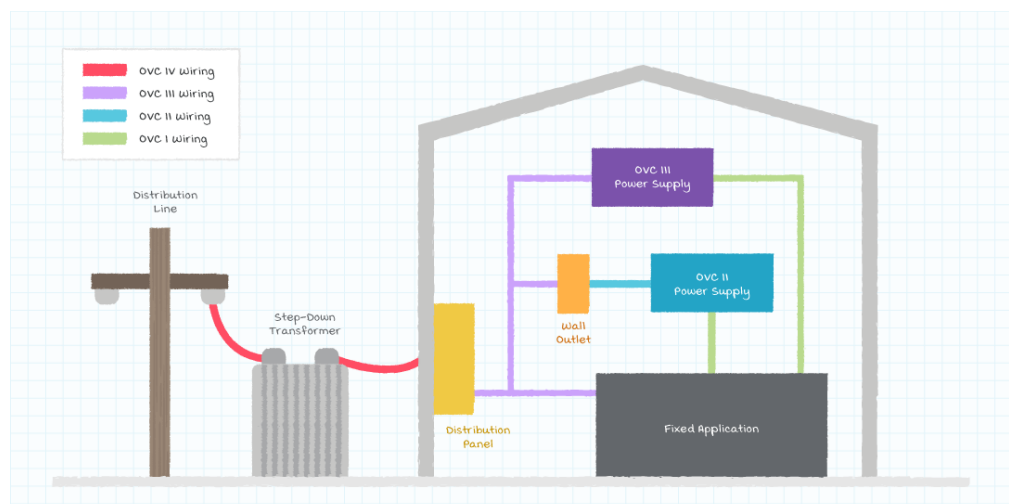 OVC IV Wiring
OVC III Wiring
OVC II Wiring
OVC I Wiring
Distribution
Line
Step-Down
Transformer
OVC III
Power Supply
OVC II
Power Supply
Wall
Outlet
Distribution
Panel
Fixed Application